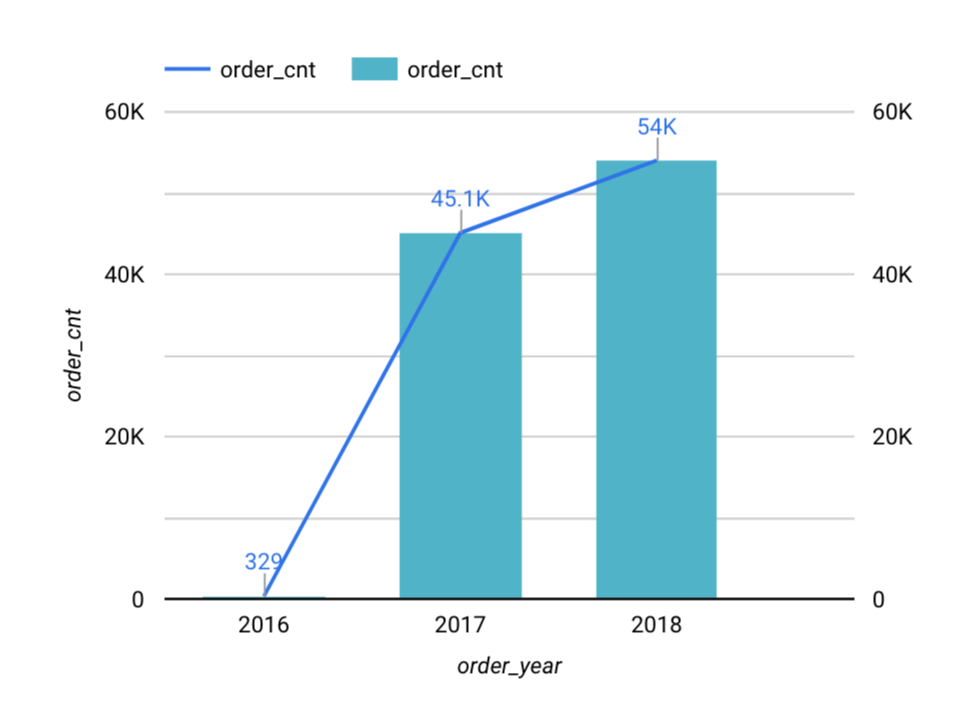 order_cnt order_cnt
60K 60K
54K
45.1K
40K 40K
order_cnt
20K 20K
329
0 0
2016 2017 2018
order_year